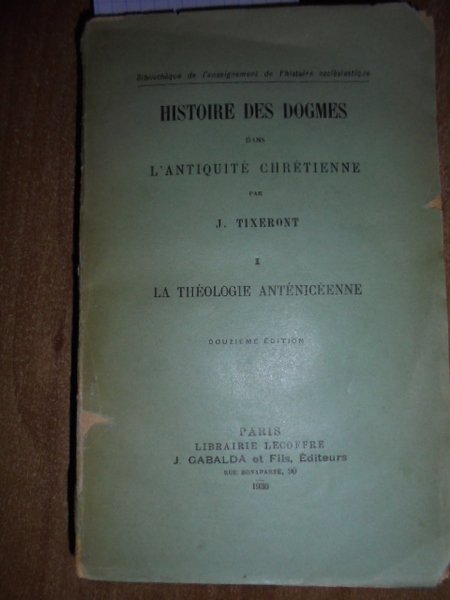 Bibliothèque de l'enseignement de l'histoire ecclésiastique
HISTOIRE DES DOGMES
DANS
L'ANTIQUITÉ CHRÉTIENNE
PAR
J. TIXERONT
I
LA THÉOLOGIE ANTÉNICÉENNE
DOUZIÈME ÉDITION
PARIS
LIBRAIRIE LECOFFRE
J. GABALDA et Fils, Éditeurs
RUE BONAPARTE, 90
1930